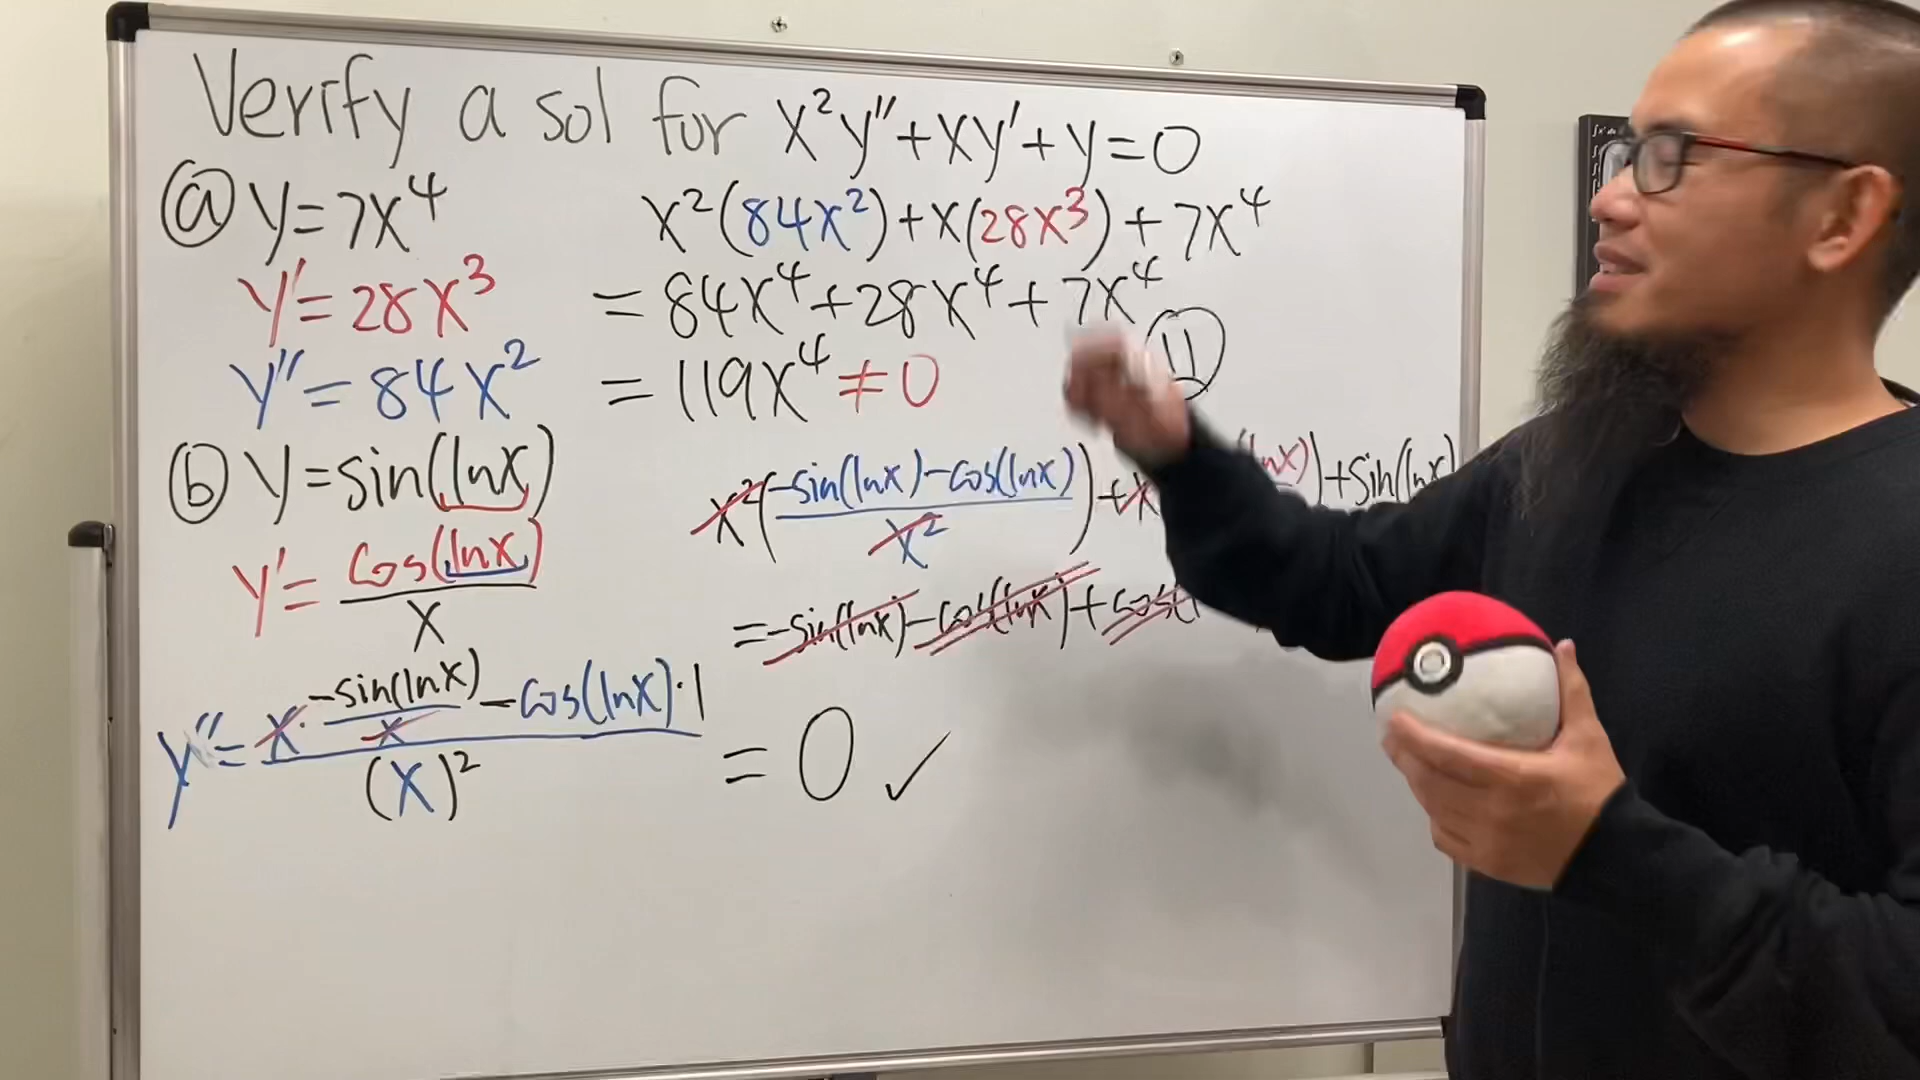 Verify a sol for x²y''+xy'+y=0
ⓐ y=7x⁴
y'=28x³
y''=84x²
x²(84x²)+x(28x³)+7x⁴
=84x⁴+28x⁴+7x⁴
=119x⁴≠0
ⓑ y=sin(lnx)
y'=cos(lnx)/x
y''=(x·(-sin(lnx)/x)-cos(lnx)·1)/(x)²
x²((-sin(lnx)-cos(lnx))/x²)+x lnx)+sin(lnx)
=-sin(lnx)-cos(lnx)+cos(
=0 ✓